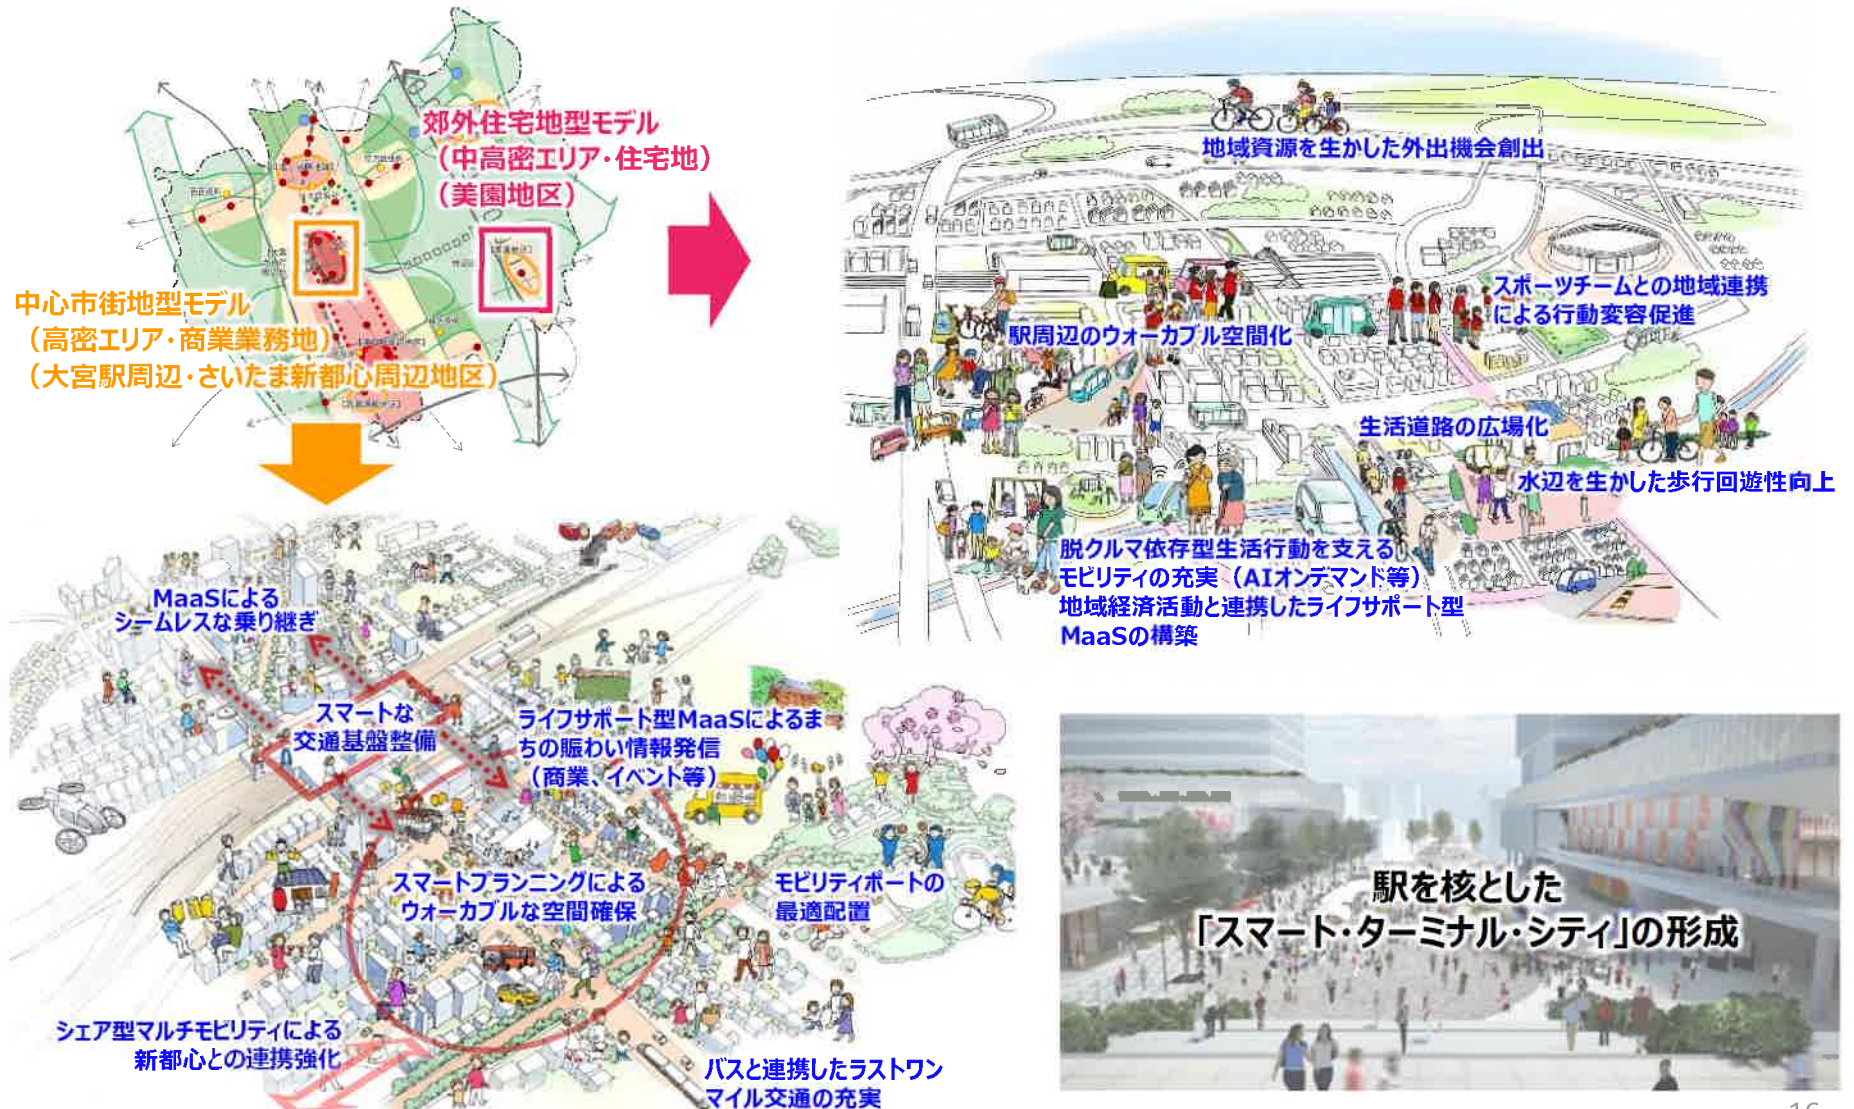 郊外住宅地型モデル
（中高密エリア・住宅地）
（美園地区）
中心市街地型モデル
（高密エリア・商業業務地）
（大宮駅周辺・さいたま新都心周辺地区）
地域資源を生かした外出機会創出
スポーツチームとの地域連携
による行動変容促進
駅周辺のウォーカブル空間化
生活道路の広場化
水辺を生かした歩行回遊性向上
脱クルマ依存型生活行動を支える
モビリティの充実（AIオンデマンド等）
地域経済活動と連携したライフサポート型
MaaSの構築
MaaSによる
シームレスな乗り継ぎ
スマートな
交通基盤整備
ライフサポート型MaaSによるま
ちの賑わい情報発信
（商業、イベント等）
スマートプランニングによる
ウォーカブルな空間確保
モビリティポートの
最適配置
シェア型マルチモビリティによる
新都心との連携強化
バスと連携したラストワン
マイル交通の充実
駅を核とした
「スマート・ターミナル・シティ」の形成